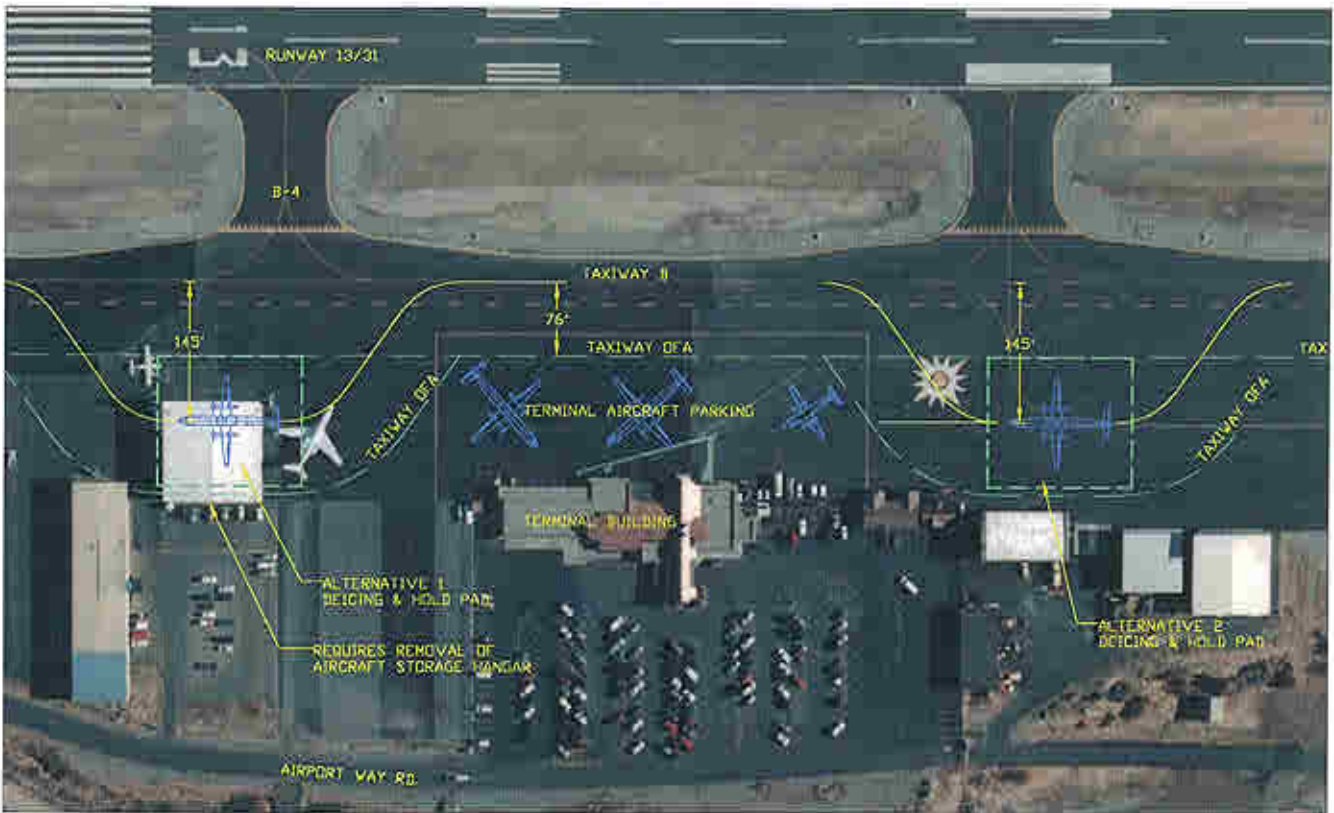 RUNWAY 13/31
B-4
TAXIWAY B
76'
145'
145'
TAXIWAY OFA
TAX
TAXIWAY OFA
TERMINAL AIRCRAFT PARKING
TAXIWAY OFA
TERMINAL BUILDING
ALTERNATIVE 1
DEICING & HOLD PAD
REQUIRES REMOVAL OF
AIRCRAFT STORAGE HANGAR
ALTERNATIVE 2
DEICING & HOLD PAD
AIRPORT WAY RD.